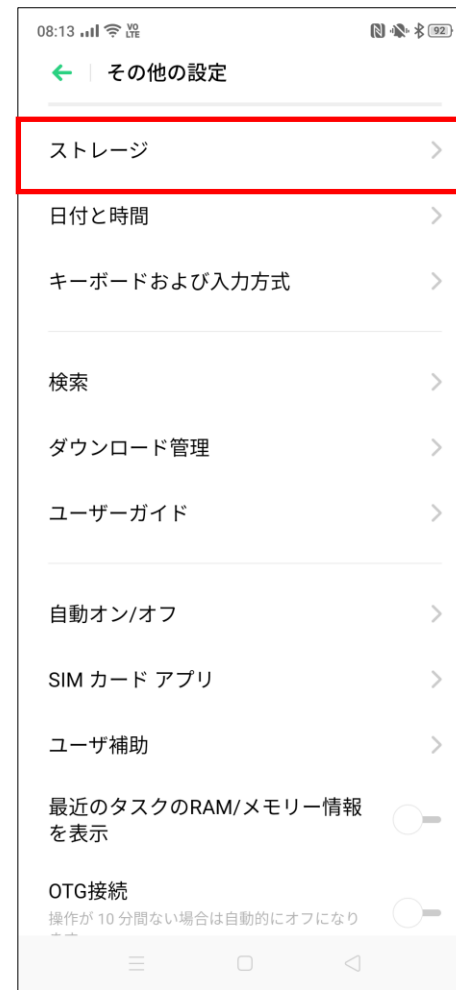 08:13 VO LTE 92
その他の設定
ストレージ
日付と時間
キーボードおよび入力方式
検索
ダウンロード管理
ユーザーガイド
自動オン/オフ
SIM カード アプリ
ユーザ補助
最近のタスクのRAM/メモリー情報
を表示
OTG接続
操作が 10 分間ない場合は自動的にオフになり